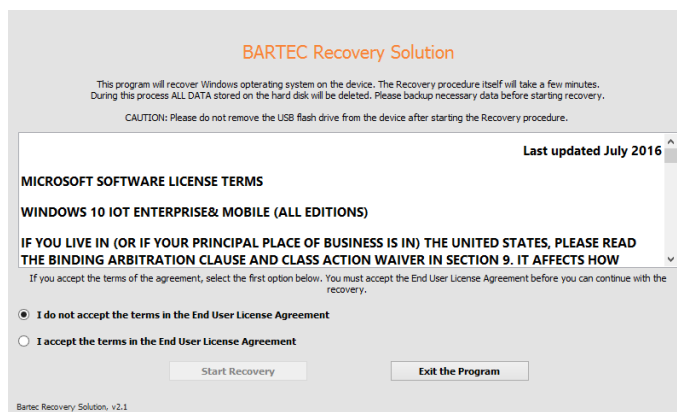 BARTEC Recovery Solution
This program will recover Windows opterating system on the device. The Recovery procedure itself will take a few minutes.
During this process ALL DATA stored on the hard disk will be deleted. Please backup necessary data before starting recovery.
CAUTION: Please do not remove the USB flash drive from the device after starting the Recovery procedure.
Last updated July 2016
MICROSOFT SOFTWARE LICENSE TERMS
WINDOWS 10 IOT ENTERPRISE& MOBILE (ALL EDITIONS)
IF YOU LIVE IN (OR IF YOUR PRINCIPAL PLACE OF BUSINESS IS IN) THE UNITED STATES, PLEASE READ
THE BINDING ARBITRATION CLAUSE AND CLASS ACTION WAIVER IN SECTION 9. IT AFFECTS HOW
If you accept the terms of the agreement, select the first option below. You must accept the End User License Agreement before you can continue with the
recovery.
I do not accept the terms in the End User License Agreement
I accept the terms in the End User License Agreement
Start Recovery Exit the Program
Bartec Recovery Solution, v2.1